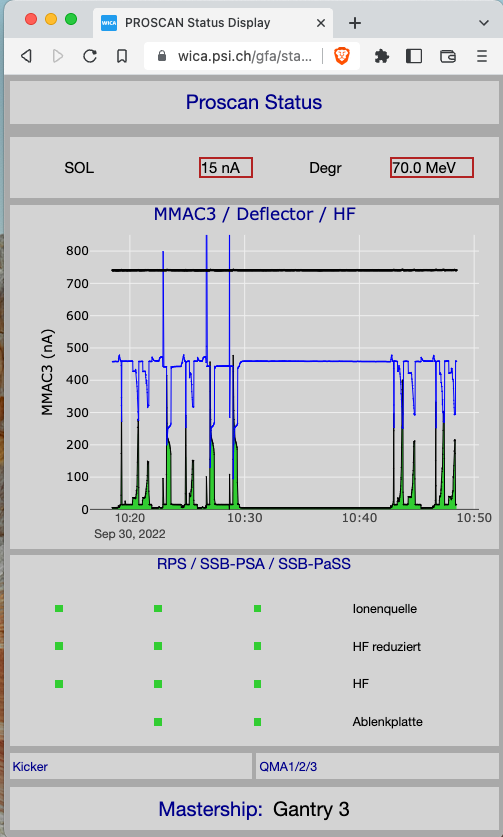 WICA PROSCAN Status Display
wica.psi.ch/gfa/sta...
Proscan Status
SOL 15 nA Degr 70.0 MeV
MMAC3 / Deflector / HF
MMAC3 (nA)
800
700
600
500
400
300
200
100
0
10:20 10:30 10:40 10:50
Sep 30, 2022
RPS / SSB-PSA / SSB-PaSS
Ionenquelle
HF reduziert
HF
Ablenkplatte
Kicker QMA1/2/3
Mastership: Gantry 3